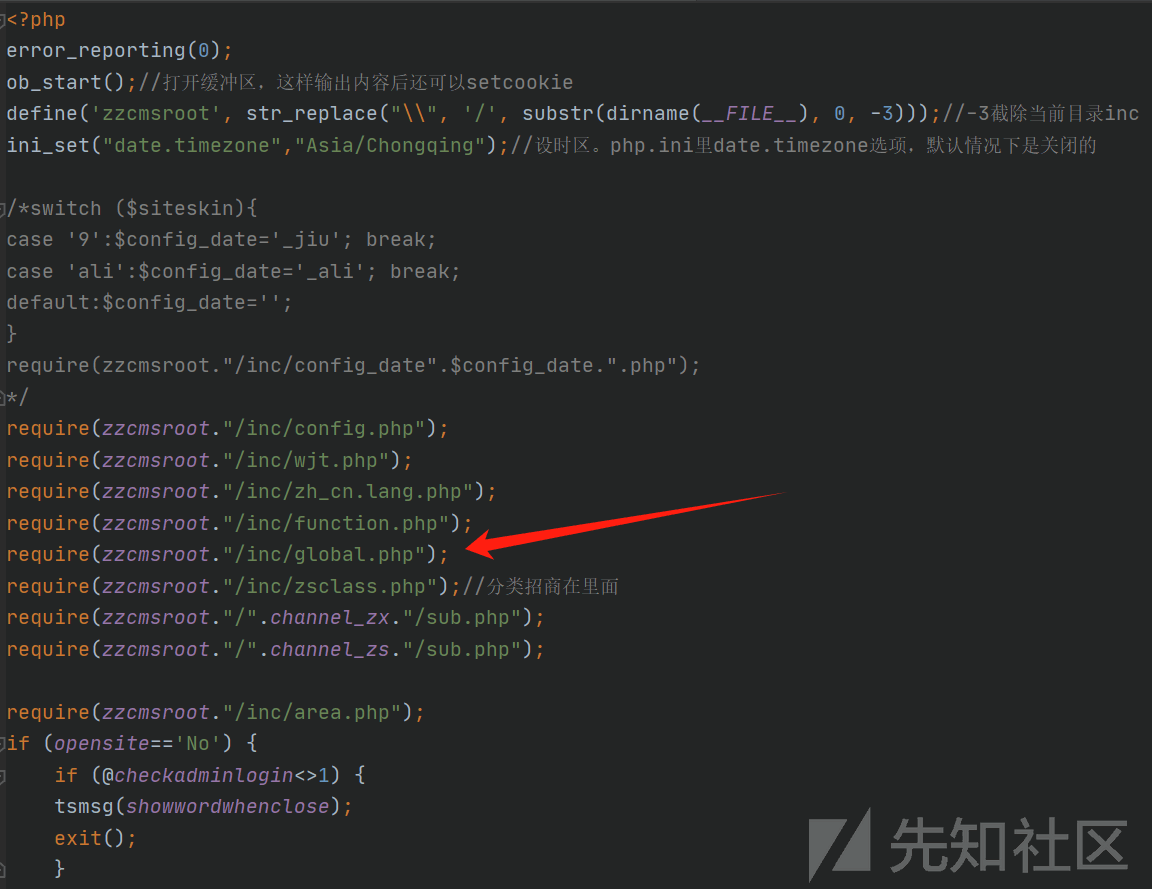 <?php
error_reporting(0);
ob_start();//打开缓冲区，这样输出内容后还可以setcookie
define('zzcmsroot', str_replace("\\", '/', substr(dirname(__FILE__), 0, -3)));//-3截除当前目录inc
ini_set("date.timezone","Asia/Chongqing");//设时区。php.ini里date.timezone选项，默认情况下是关闭的
/*switch ($siteskin){
case '9':$config_date='_jiu'; break;
case 'ali':$config_date='_ali'; break;
default:$config_date='';
}
require(zzcmsroot."/inc/config_date".$config_date.".php");
*/
require(zzcmsroot."/inc/config.php");
require(zzcmsroot."/inc/wjt.php");
require(zzcmsroot."/inc/zh_cn.lang.php");
require(zzcmsroot."/inc/function.php");
require(zzcmsroot."/inc/global.php");
require(zzcmsroot."/inc/zsclass.php");//分类招商在里面
require(zzcmsroot."/".channel_zx."/sub.php");
require(zzcmsroot."/".channel_zs."/sub.php");
require(zzcmsroot."/inc/area.php");
if (opensite=='No') {
    if (@checkadminlogin<>1) {
    tsmsg(showwordwhenclose);
    exit();
    }
先知社区